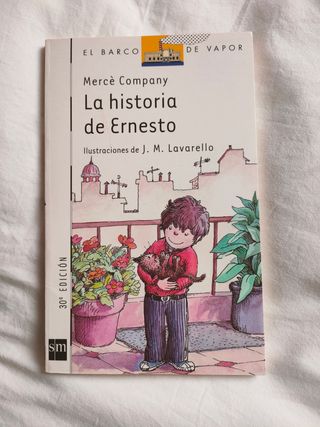 EL BARCO DE VAPOR
Mercè Company
La historia
de Ernesto
Ilustraciones de J. M. Lavarello
30ª EDICIÓN
sm